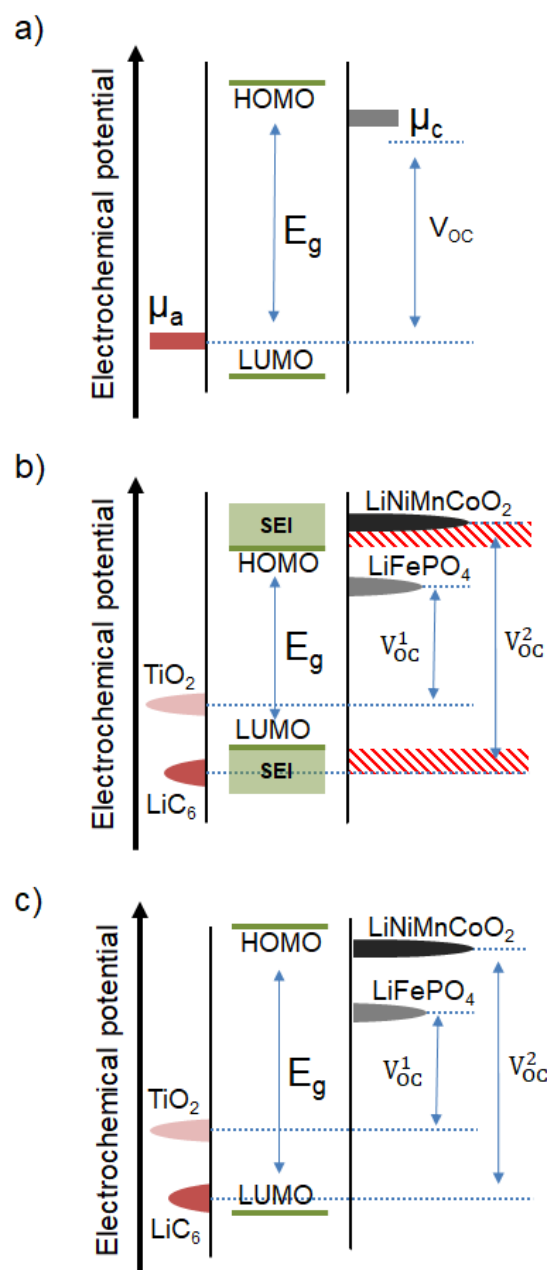 a)
Electrochemical potential
HOMO
μc
Eg
VOC
μa
LUMO
b)
Electrochemical potential
SEI
LiNiMnCoO2
HOMO
LiFePO4
Eg
V1OC
V2OC
TiO2
LUMO
SEI
LiC6
c)
Electrochemical potential
LiNiMnCoO2
HOMO
LiFePO4
Eg
V1OC
V2OC
TiO2
LUMO
LiC6